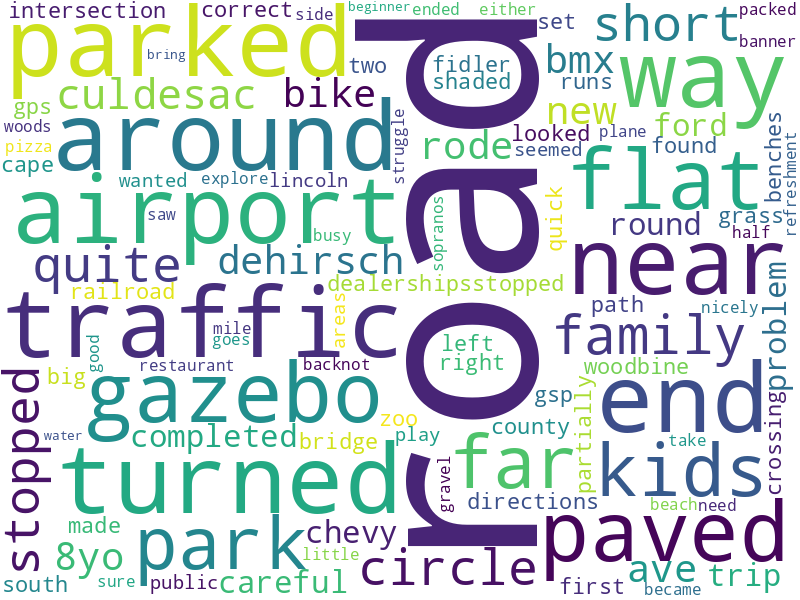 intersection
correct
side
beginner
ended
either
set
short
packed
banner
parked
bring
two
fidler
shaded
bmx
runs
way
gps
culdesac
bike
road
woods
pizza
cape
around
struggle
rode
new
looked
seemed
plane
ford
found
benches
refreshment
wanted
explore
lincoln
flat
airport
saw
busy
sopranos
quick
round
grass
half
quite
dehirsch
near
problem
railroad
dealershipsstopped
areas
path
nicely
traffic
mile
goes
good
left
right
family
restaurant
backnot
woodbine
big
gazebo
zoo
gsp
partially
end
stopped
completed
bridge
play
county
take
crossing
water
turned
far
kids
gravel
directions
beach
need
made
park
chevy
paved
8yo
little
circle
ave
trip
south
sure
public
careful
first
became